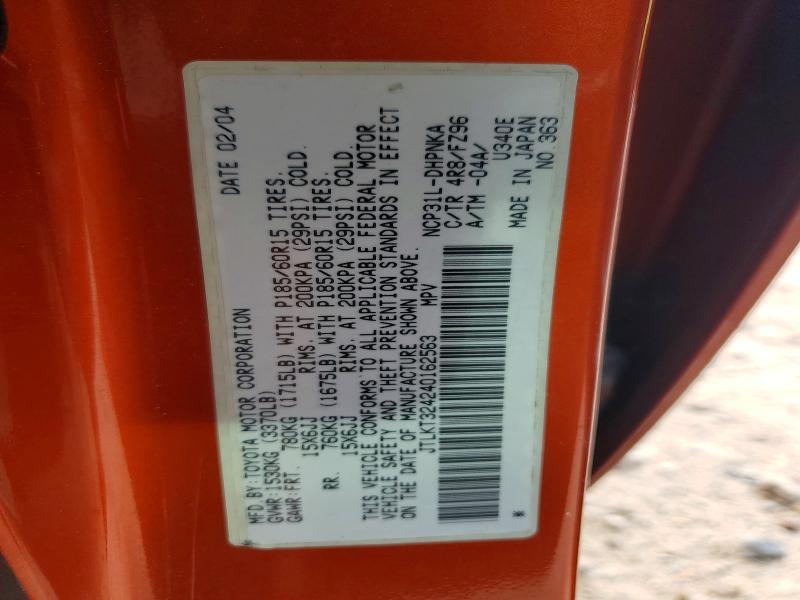 MFD.BY:TOYOTA MOTOR CORPORATION DATE 02/04
GVWR:1530KG (3370LB)
GAWR:FRT. 780KG (1715LB) WITH P185/60R15 TIRES.
15X6JJ RIMS. AT 200KPA (29PSI) COLD.
RR. 760KG (1675LB) WITH P185/60R15 TIRES.
15X6JJ RIMS. AT 200KPA (29PSI) COLD.
THIS VEHICLE CONFORMS TO ALL APPLICABLE FEDERAL MOTOR
VEHICLE SAFETY AND THEFT PREVENTION STANDARDS IN EFFECT
ON THE DATE OF MANUFACTURE SHOWN ABOVE.
JTLKT324240162563 MPV NCP31L-DHPNKA
C/TR 4R8/FZ96
A/TM -04A/ U340E
MADE IN JAPAN
NO.363